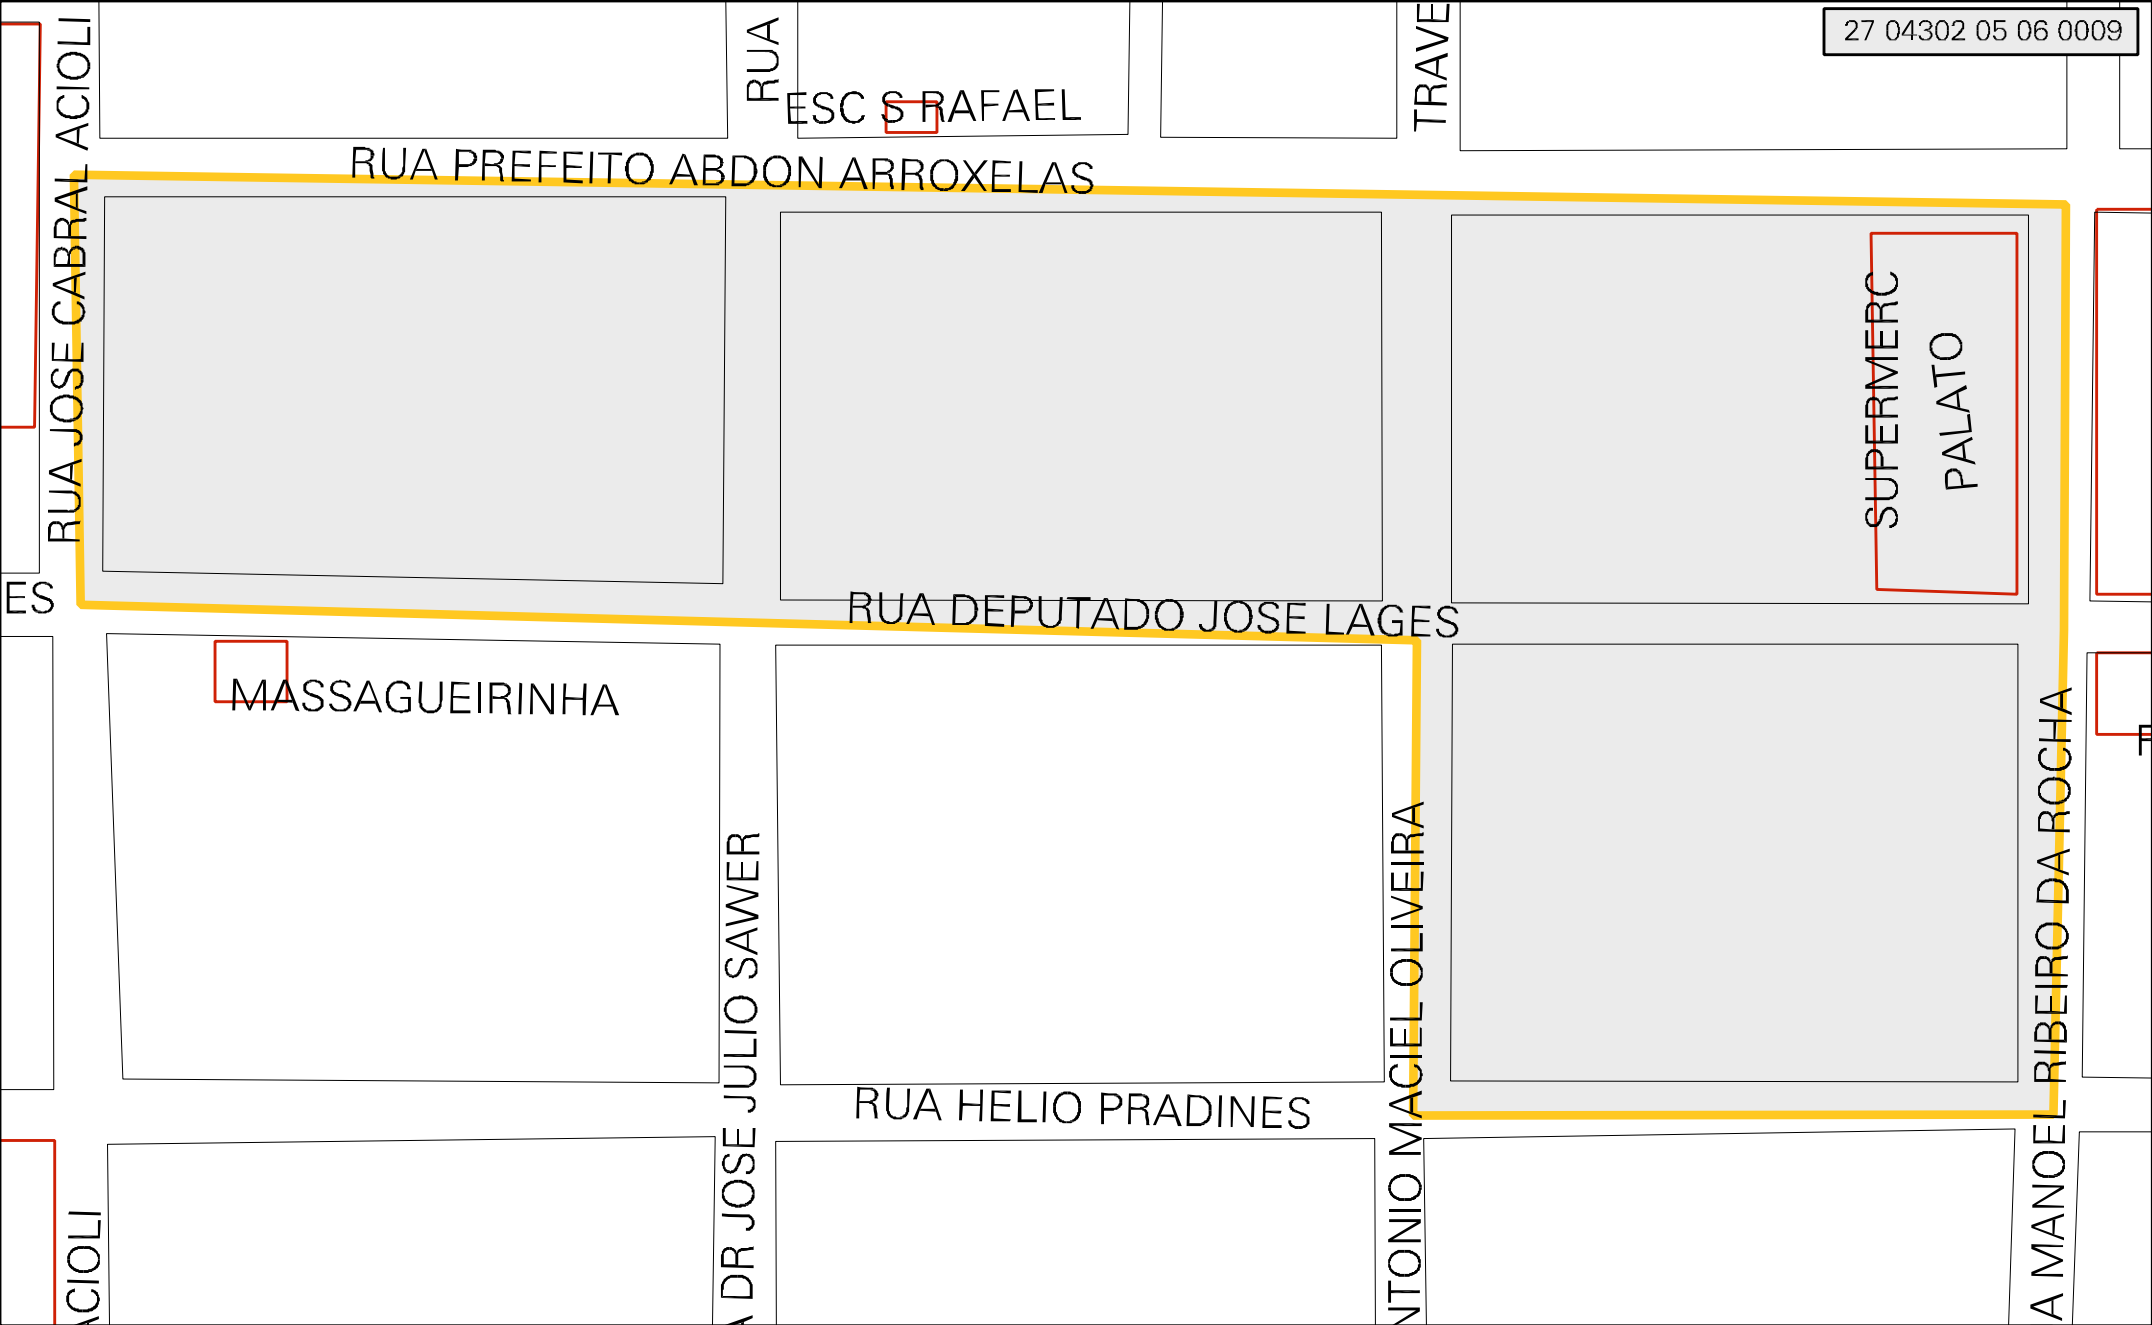 27 04302 05 06 0009
RUA JOSE CABRAL ACIOLI
RUA
TRAVE
ESC S RAFAEL
RUA PREFEITO ABDON ARROXELAS
SUPERMERC
PALATO
ES
RUA DEPUTADO JOSE LAGES
MASSAGUEIRINHA
A DR JOSE JULIO SAWER
NTONIO MACIEL OLIVEIRA
A MANOEL RIBEIRO DA ROCHA
RUA HELIO PRADINES
ACIOLI